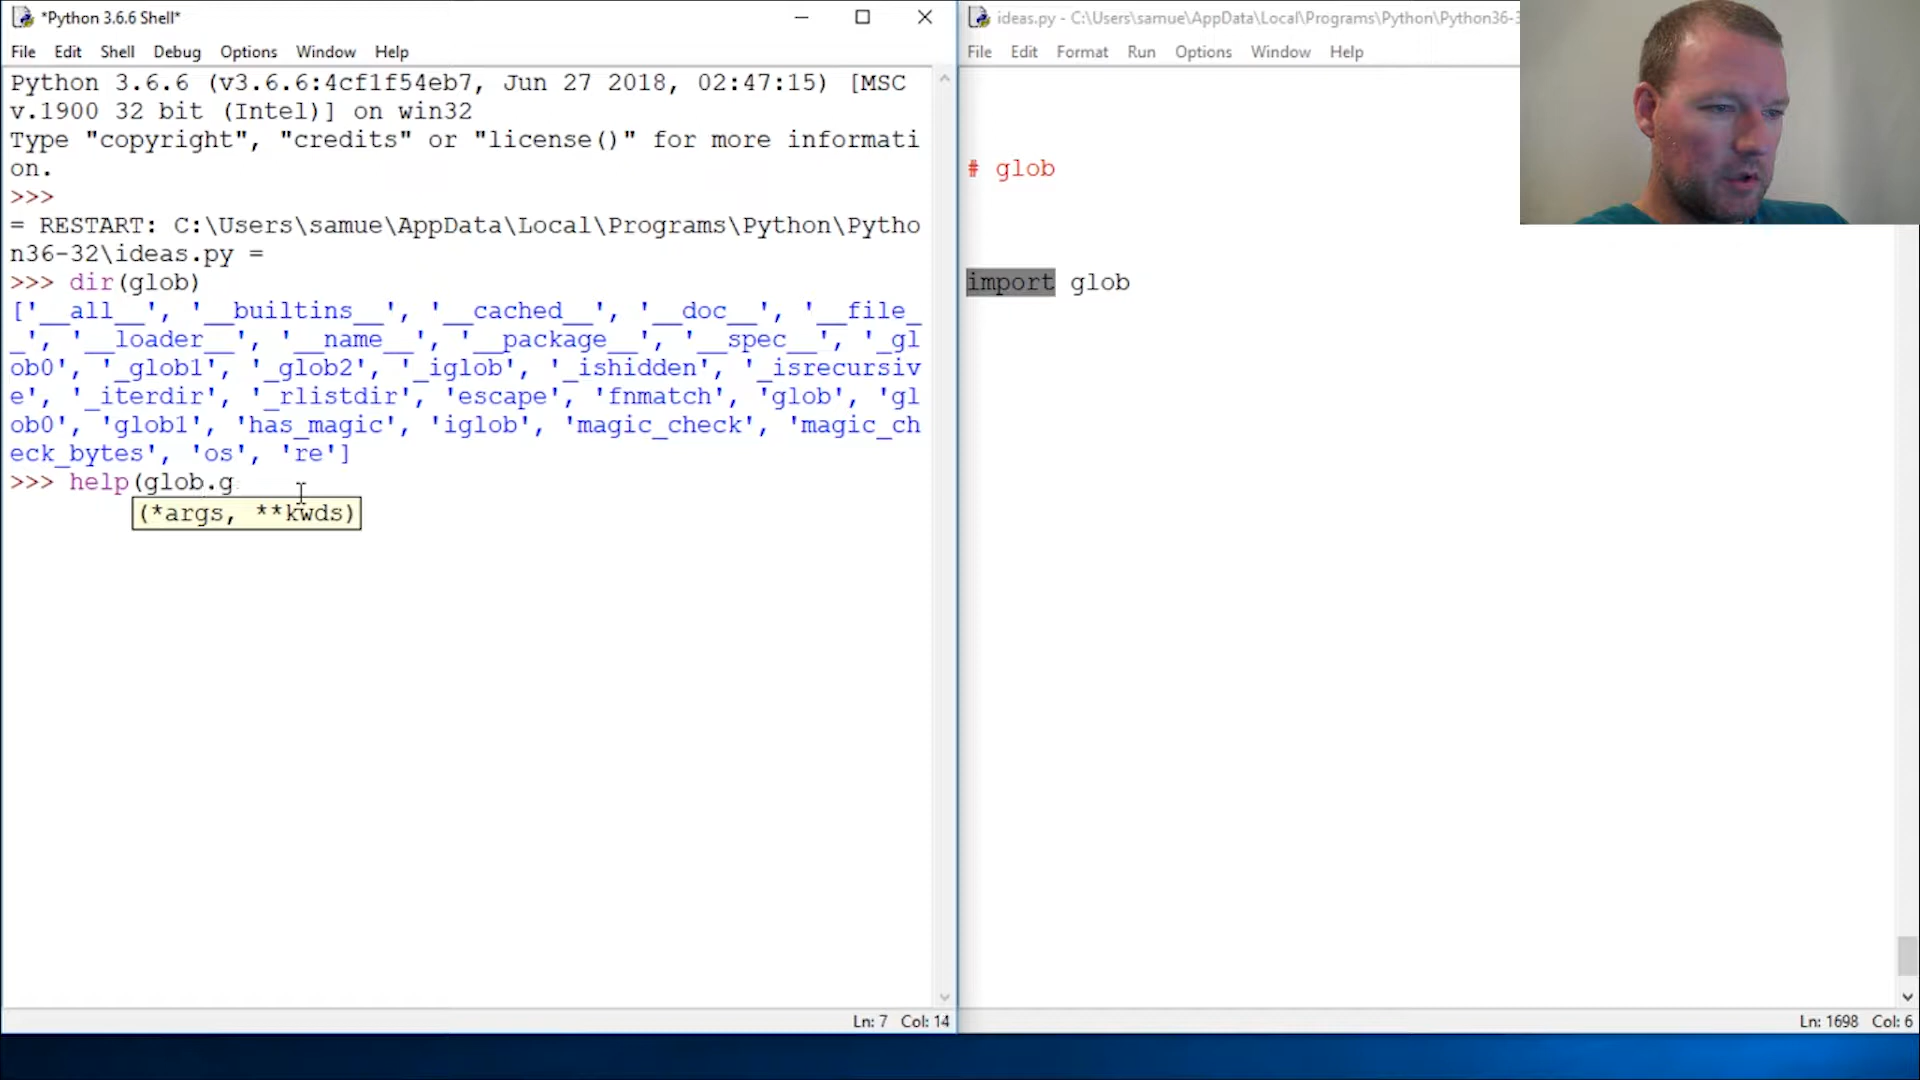 *Python 3.6.6 Shell*
File Edit Shell Debug Options Window Help
Python 3.6.6 (v3.6.6:4cf1f54eb7, Jun 27 2018, 02:47:15) [MSC
v.1900 32 bit (Intel)] on win32
Type "copyright", "credits" or "license()" for more informati
on.
>>>
= RESTART: C:\Users\samue\AppData\Local\Programs\Python\Pytho
n36-32\ideas.py =
>>> dir(glob)
['__all__', '__builtins__', '__cached__', '__doc__', '__file_
_', '__loader__', '__name__', '__package__', '__spec__', '_gl
ob0', '_glob1', '_glob2', '_iglob', '_ishidden', '_isrecursiv
e', '_iterdir', '_rlistdir', 'escape', 'fnmatch', 'glob', 'gl
ob0', 'glob1', 'has_magic', 'iglob', 'magic_check', 'magic_ch
eck_bytes', 'os', 're']
>>> help(glob.g
(*args, **kwds)
Ln: 7 Col: 14
ideas.py - C:\Users\samue\AppData\Local\Programs\Python\Python36-3
File Edit Format Run Options Window Help
# glob
import glob
Ln: 1698 Col: 6